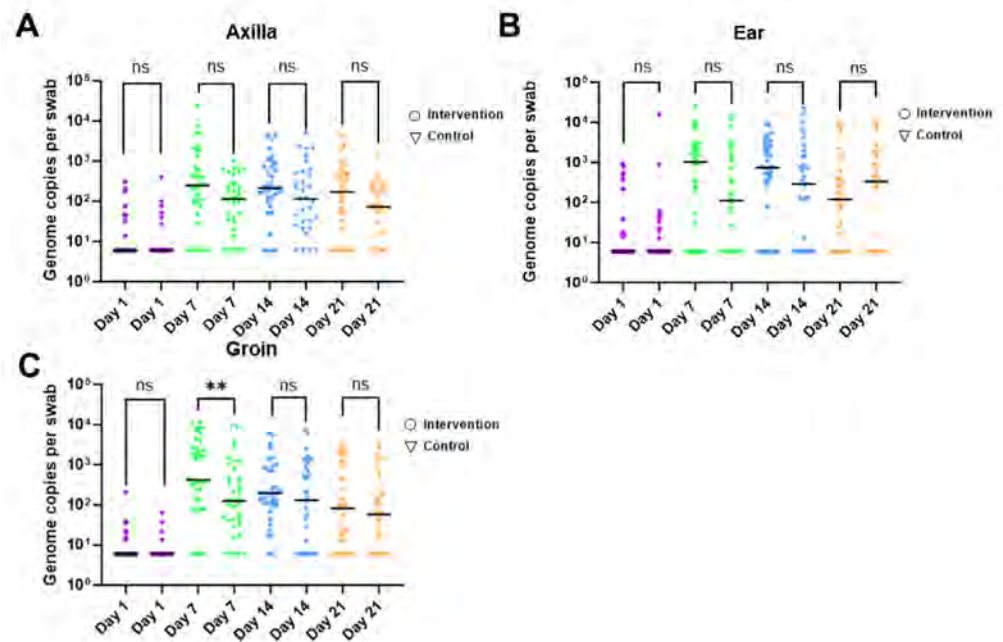 A
Axilla
ns ns ns ns
Genome copies per swab
10⁵
10⁴
10³
10²
10¹
10⁰
Intervention
Control
Day 1 Day 1 Day 7 Day 7 Day 14 Day 14 Day 21 Day 21
B
Ear
ns ns ns ns
Genome copies per swab
10⁵
10⁴
10³
10²
10¹
10⁰
Intervention
Control
Day 1 Day 1 Day 7 Day 7 Day 14 Day 14 Day 21 Day 21
C
Groin
ns ** ns ns
Genome copies per swab
10⁵
10⁴
10³
10²
10¹
10⁰
Intervention
Control
Day 1 Day 1 Day 7 Day 7 Day 14 Day 14 Day 21 Day 21